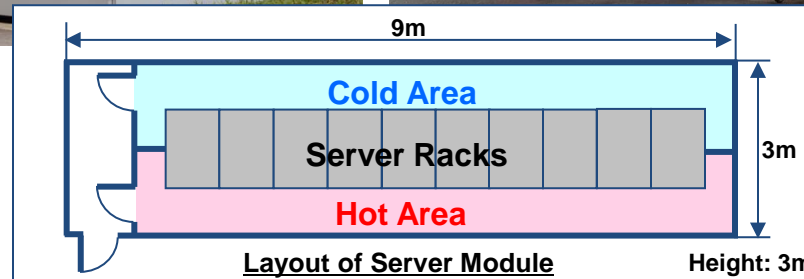 9m
Cold Area
Server Racks
3m
Hot Area
Layout of Server Module
Height: 3m